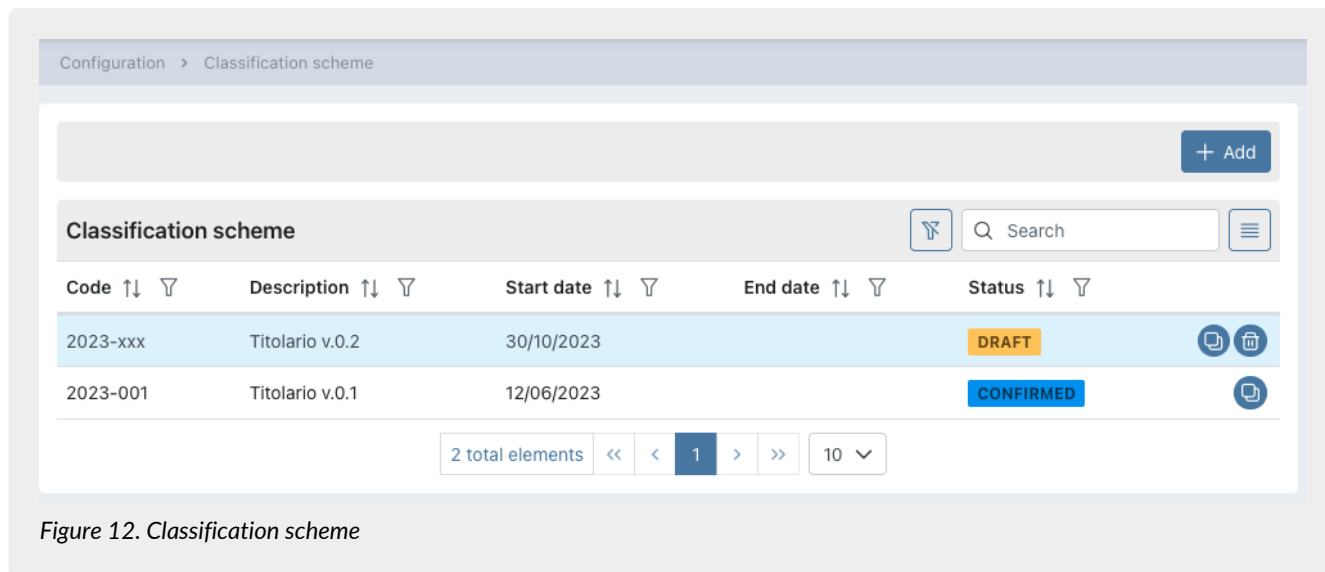 Configuration > Classification scheme
+ Add
Classification scheme Search
Code Description Start date End date Status
2023-xxx Titolario v.0.2 30/10/2023 DRAFT
2023-001 Titolario v.0.1 12/06/2023 CONFIRMED
2 total elements << < 1 > >> 10
Figure 12. Classification scheme